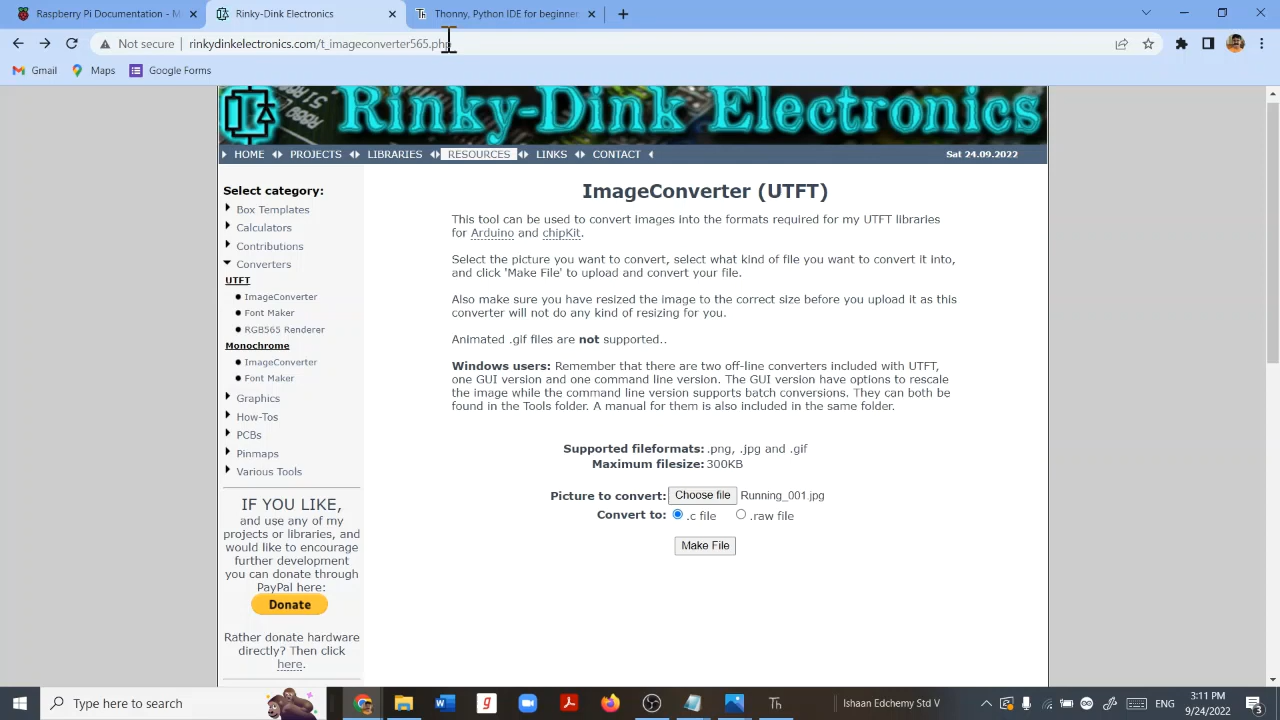 Raspberry Pi Documentation - M
Rinky-Dink Electronics
Rinky-Dink Electronics
Not secure
rinkydinkelectronics.com/t_imageconverter565.php
Gmail
Maps
Google Forms
Rinky-Dink Electronics
HOME PROJECTS LIBRARIES RESOURCES LINKS CONTACT
Sat 24.09.2022
Select category:
Box Templates
Calculators
Contributions
Converters
UTFT
ImageConverter
Font Maker
RGB565 Renderer
Monochrome
ImageConverter
Font Maker
Graphics
How-Tos
PCBs
Pinmaps
Various Tools
IF YOU LIKE,
and use any of my
projects or libraries, and
would like to encourage
further development
you can donate through
PayPal here:
Donate
Rather donate hardware
directly? Then click
here.
ImageConverter (UTFT)
This tool can be used to convert images into the formats required for my UTFT libraries
for Arduino and chipKit.
Select the picture you want to convert, select what kind of file you want to convert it into,
and click 'Make File' to upload and convert your file.
Also make sure you have resized the image to the correct size before you upload it as this
converter will not do any kind of resizing for you.
Animated .gif files are not supported..
Windows users: Remember that there are two off-line converters included with UTFT,
one GUI version and one command line version. The GUI version have options to rescale
the image while the command line version supports batch conversions. They can both be
found in the Tools folder. A manual for them is also included in the same folder.
Supported fileformats: .png, .jpg and .gif
Maximum filesize: 300KB
Picture to convert: Choose file Running_001.jpg
Convert to: .c file .raw file
Make File
Type here to search
Ishaan Edchemy Std V
ENG
3:11 PM
9/24/2022
3